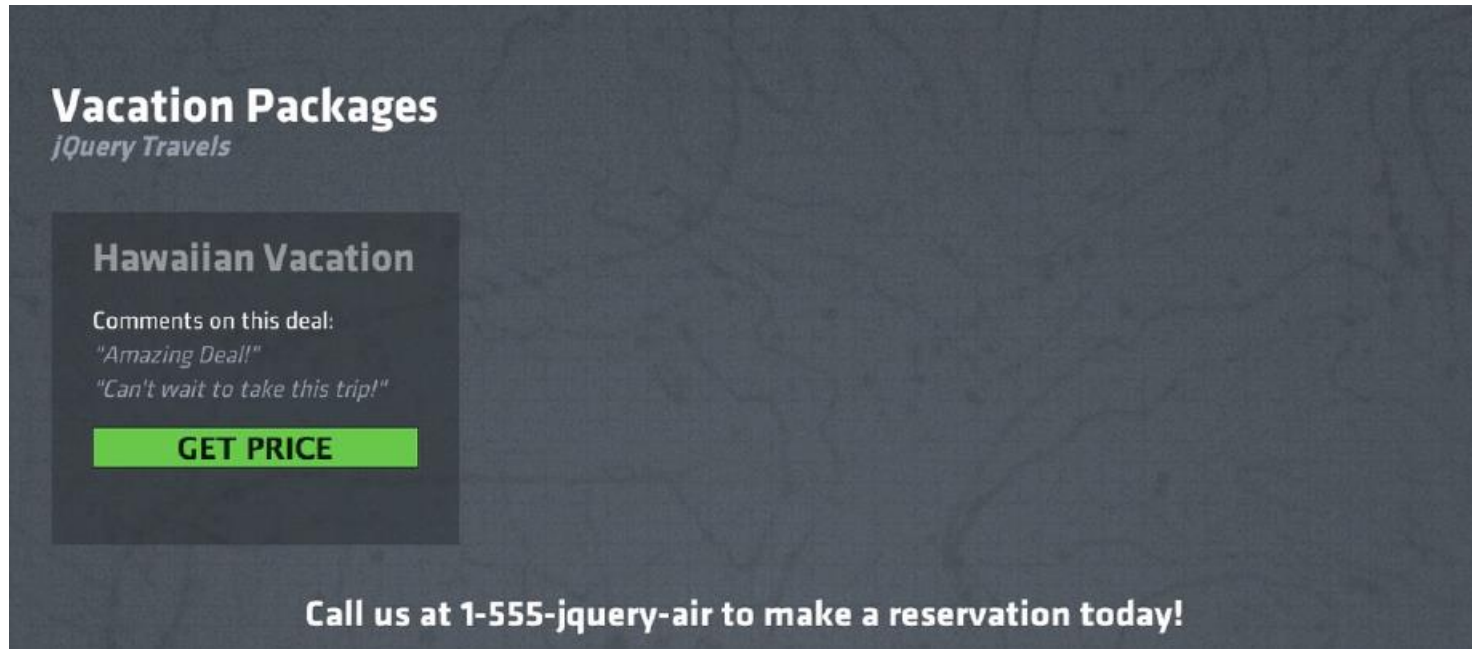 Vacation Packages
jQuery Travels
Hawaiian Vacation
Comments on this deal:
"Amazing Deal!"
"Can't wait to take this trip!"
GET PRICE
Call us at 1-555-jquery-air to make a reservation today!